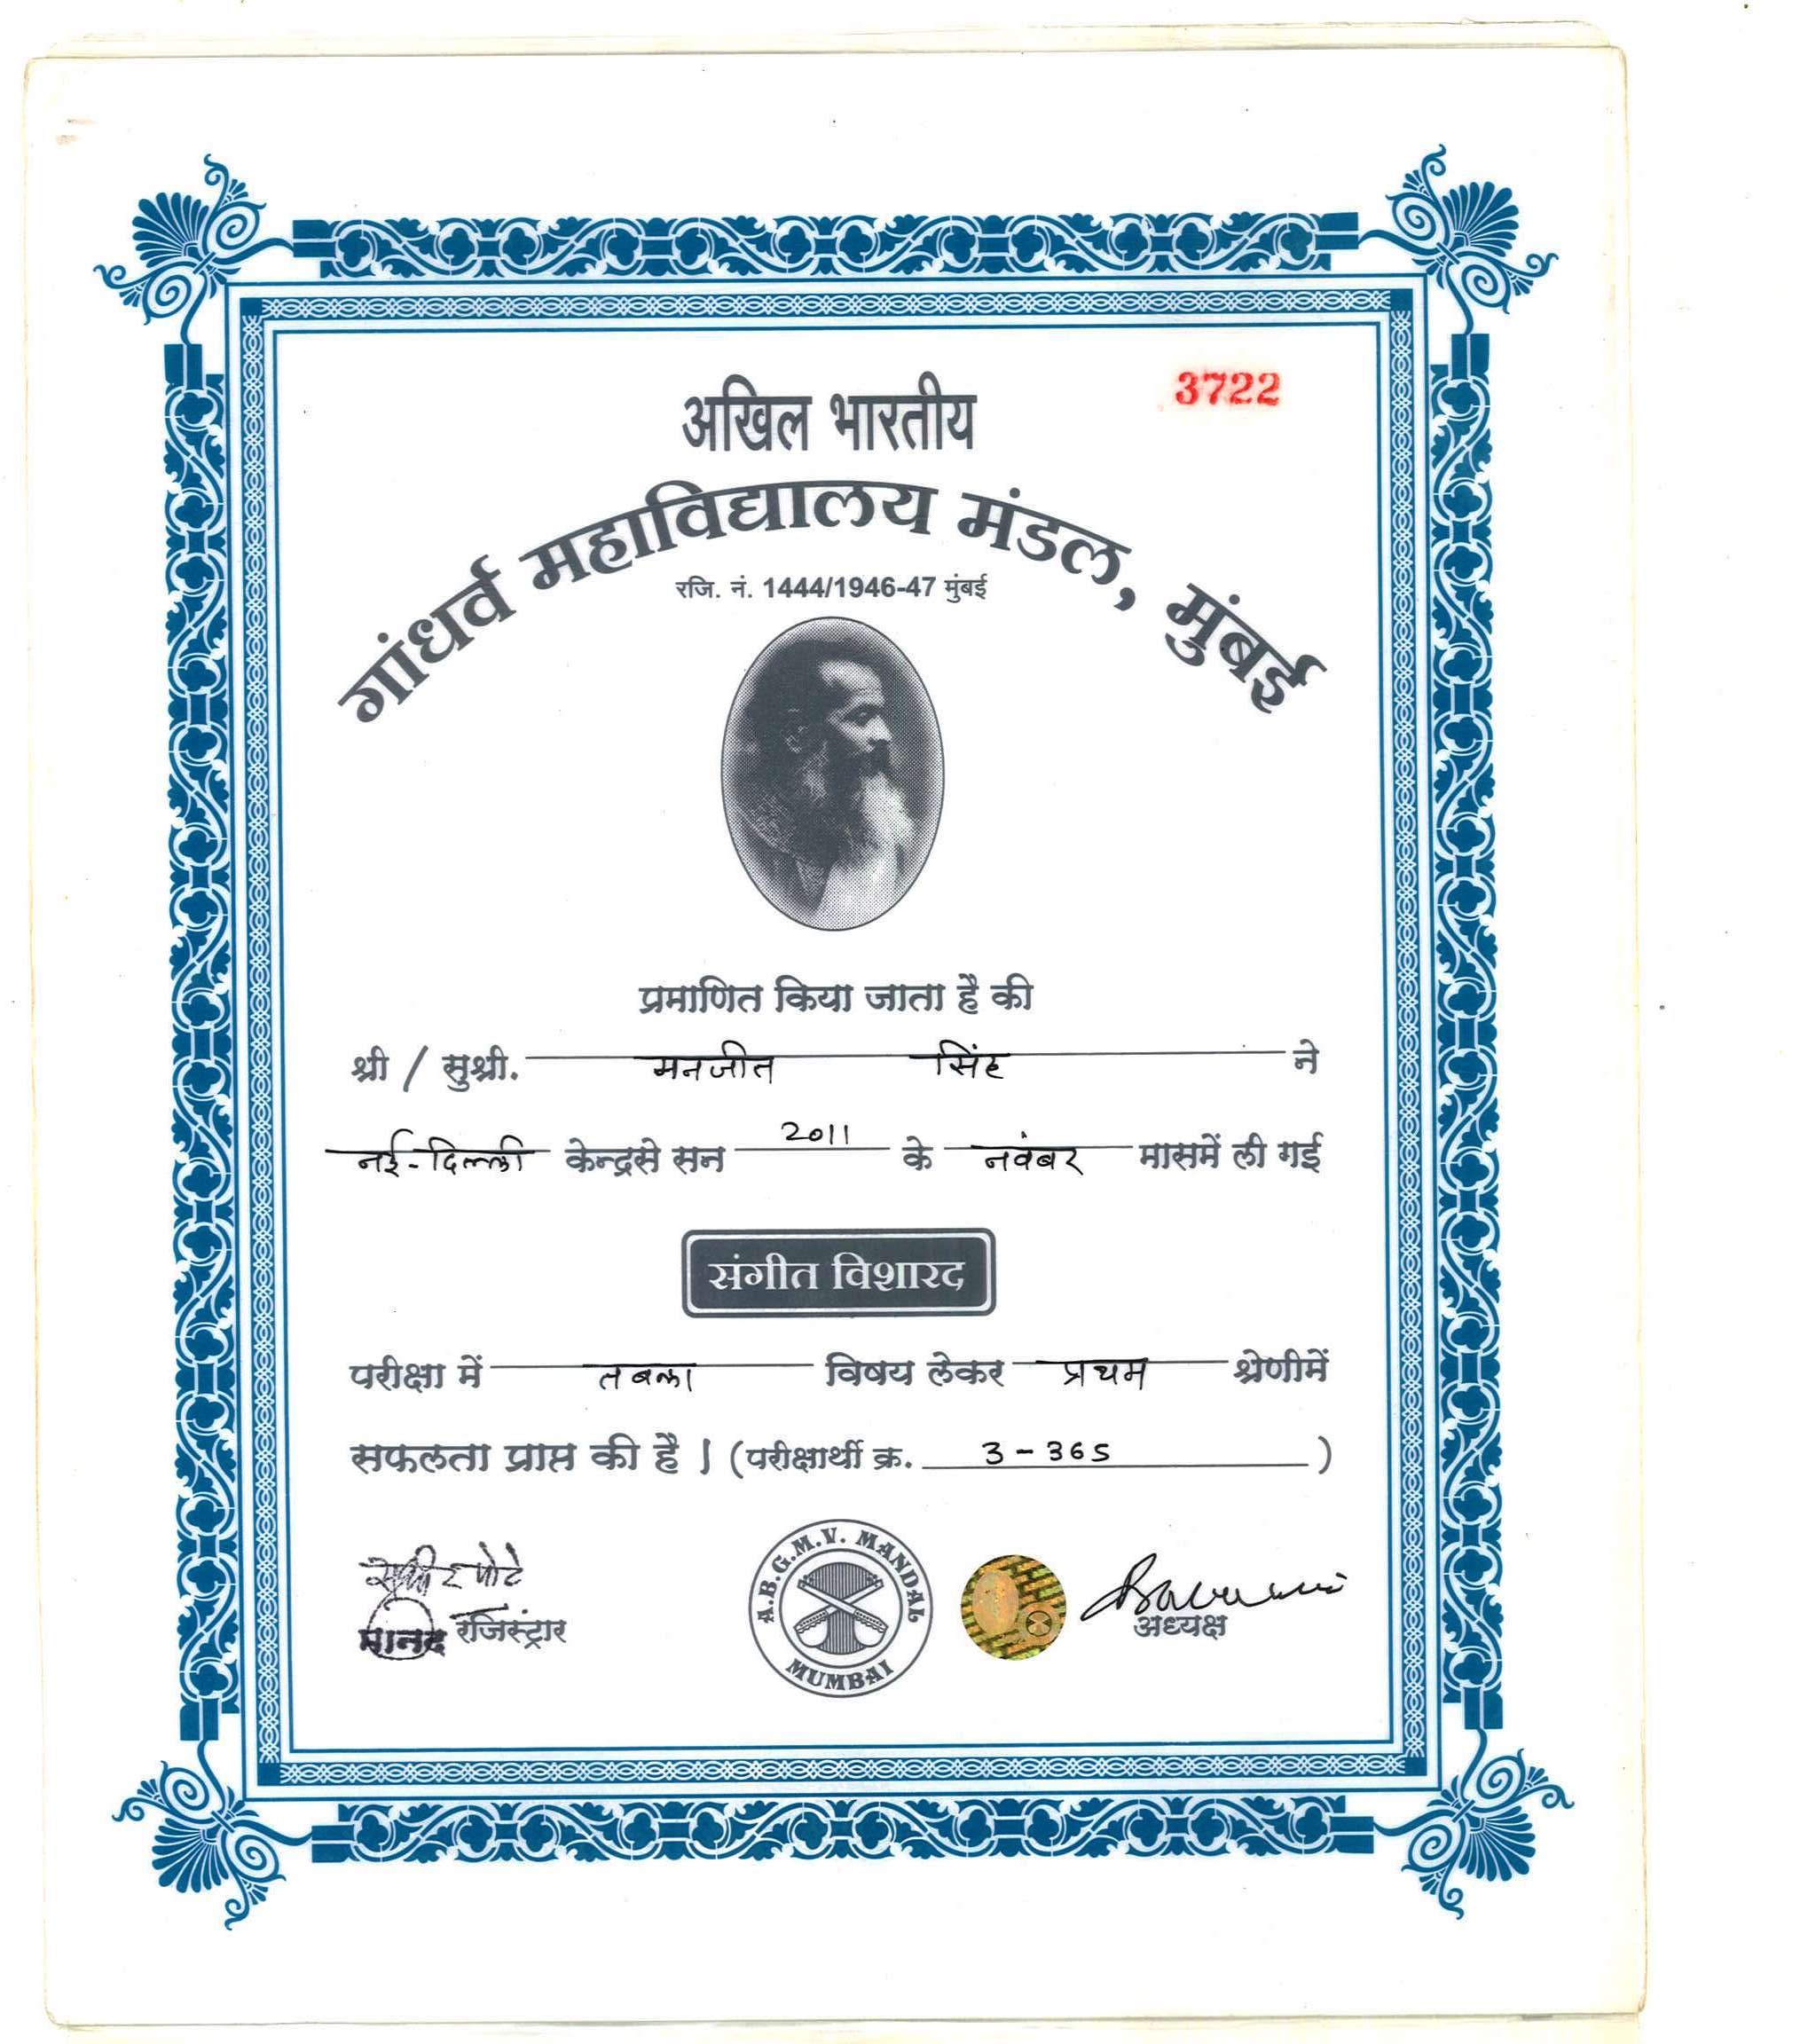 3722
अखिल भारतीय
गांधर्व महाविद्यालय मंडल, मुंबई
रजि. नं. 1444/1946-47 मुंबई
प्रमाणित किया जाता है की
श्री / सुश्री. मनजीत सिंह ने
नई-दिल्ली केन्द्रसे सन 2011 के नवंबर मासमें ली गई
संगीत विशारद
परीक्षा में तबला विषय लेकर प्रथम श्रेणीमें
सफलता प्राप्त की है | (परीक्षार्थी क्र. 3-365 )
A.B.G.M.V. MANDAL
MUMBAI
मानद रजिस्ट्रार
अध्यक्ष